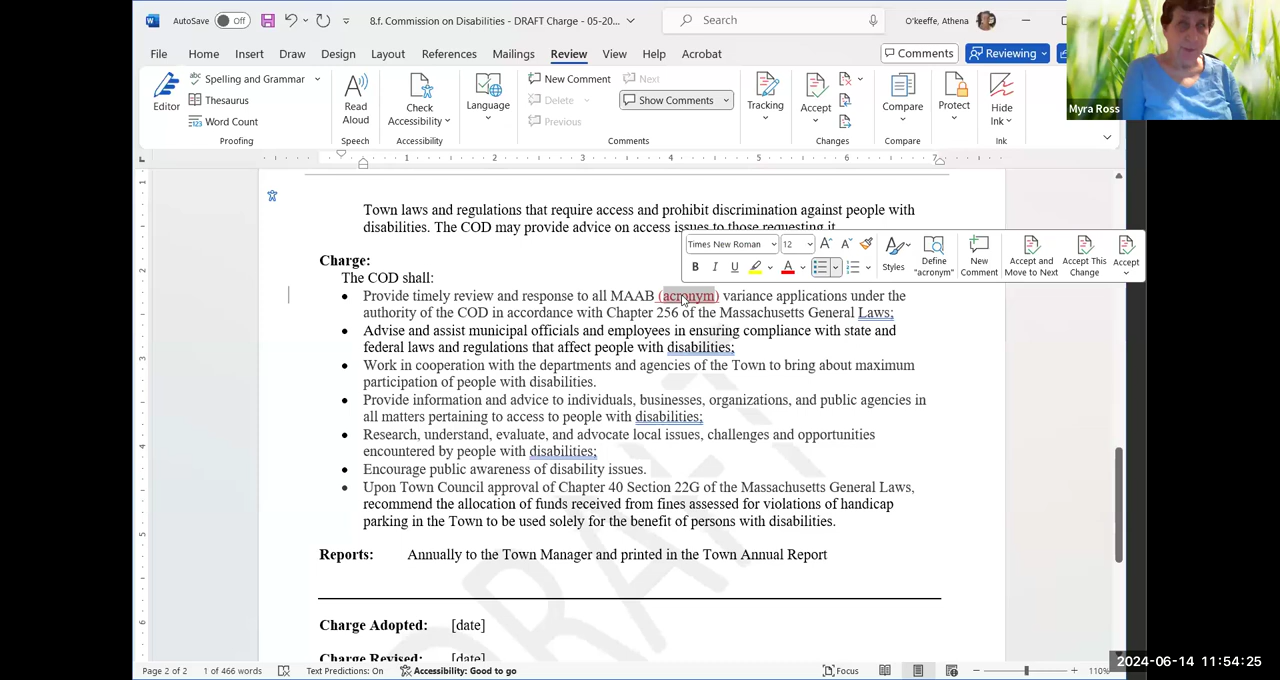 AutoSave Off 8.f. Commission on Disabilities - DRAFT Charge - 05-20... Search O'keeffe, Athena
File Home Insert Draw Design Layout References Mailings Review View Help Acrobat Comments Reviewing
Editor
Spelling and Grammar
Thesaurus
Word Count
Proofing
Read Aloud
Speech
Check Accessibility
Accessibility
Language
New Comment Next
Delete Show Comments
Previous
Comments
Tracking
Accept
Changes
Compare
Compare
Protect
Hide Ink
Ink
Myra Ross
Town laws and regulations that require access and prohibit discrimination against people with
disabilities. The COD may provide advice on access issues to those requesting it.
Times New Roman 12
Styles
Define "acronym"
New Comment
Accept and Move to Next
Accept This Change
Accept
Charge:
The COD shall:
• Provide timely review and response to all MAAB (acronym) variance applications under the
authority of the COD in accordance with Chapter 256 of the Massachusetts General Laws;
• Advise and assist municipal officials and employees in ensuring compliance with state and
federal laws and regulations that affect people with disabilities;
• Work in cooperation with the departments and agencies of the Town to bring about maximum
participation of people with disabilities.
• Provide information and advice to individuals, businesses, organizations, and public agencies in
all matters pertaining to access to people with disabilities;
• Research, understand, evaluate, and advocate local issues, challenges and opportunities
encountered by people with disabilities;
• Encourage public awareness of disability issues.
• Upon Town Council approval of Chapter 40 Section 22G of the Massachusetts General Laws,
recommend the allocation of funds received from fines assessed for violations of handicap
parking in the Town to be used solely for the benefit of persons with disabilities.
Reports: Annually to the Town Manager and printed in the Town Annual Report
Charge Adopted: [date]
Charge Revised: [date]
DRAFT
Page 2 of 2 1 of 466 words Text Predictions: On Accessibility: Good to go Focus 110%
2024-06-14 11:54:25